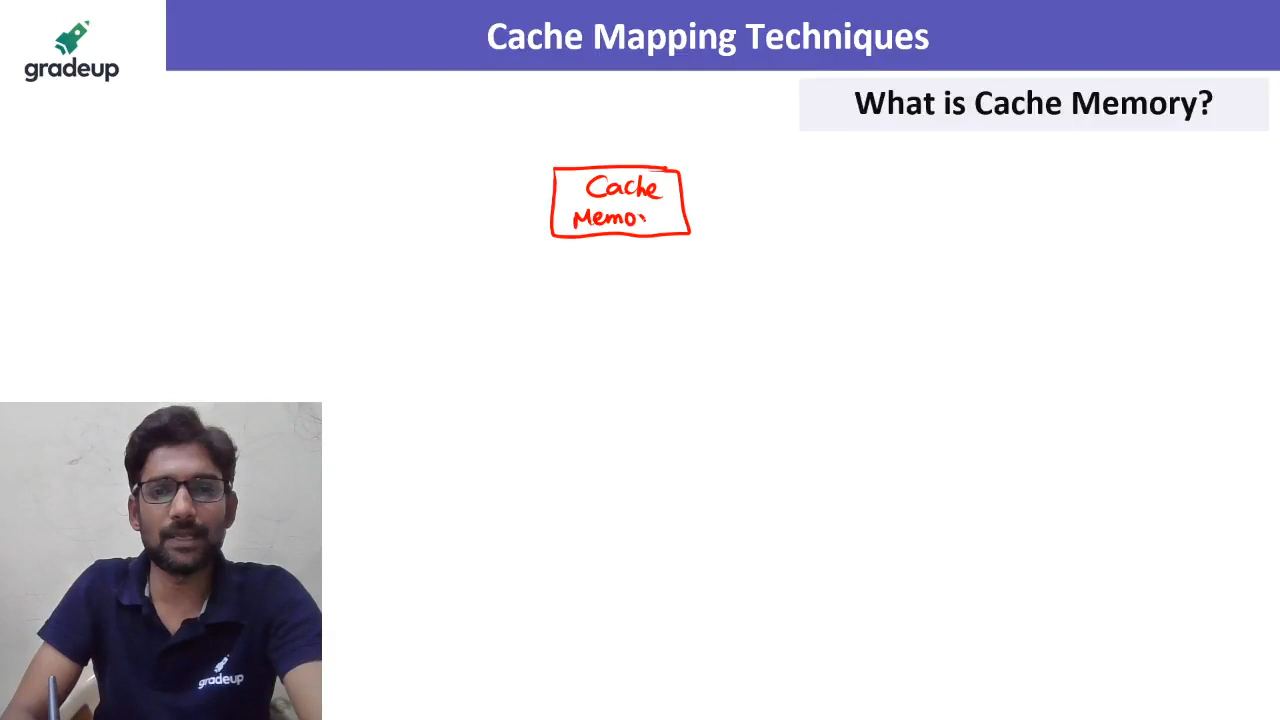 Cache Mapping Techniques
gradeup
What is Cache Memory?
Cache
Memo
gradeup